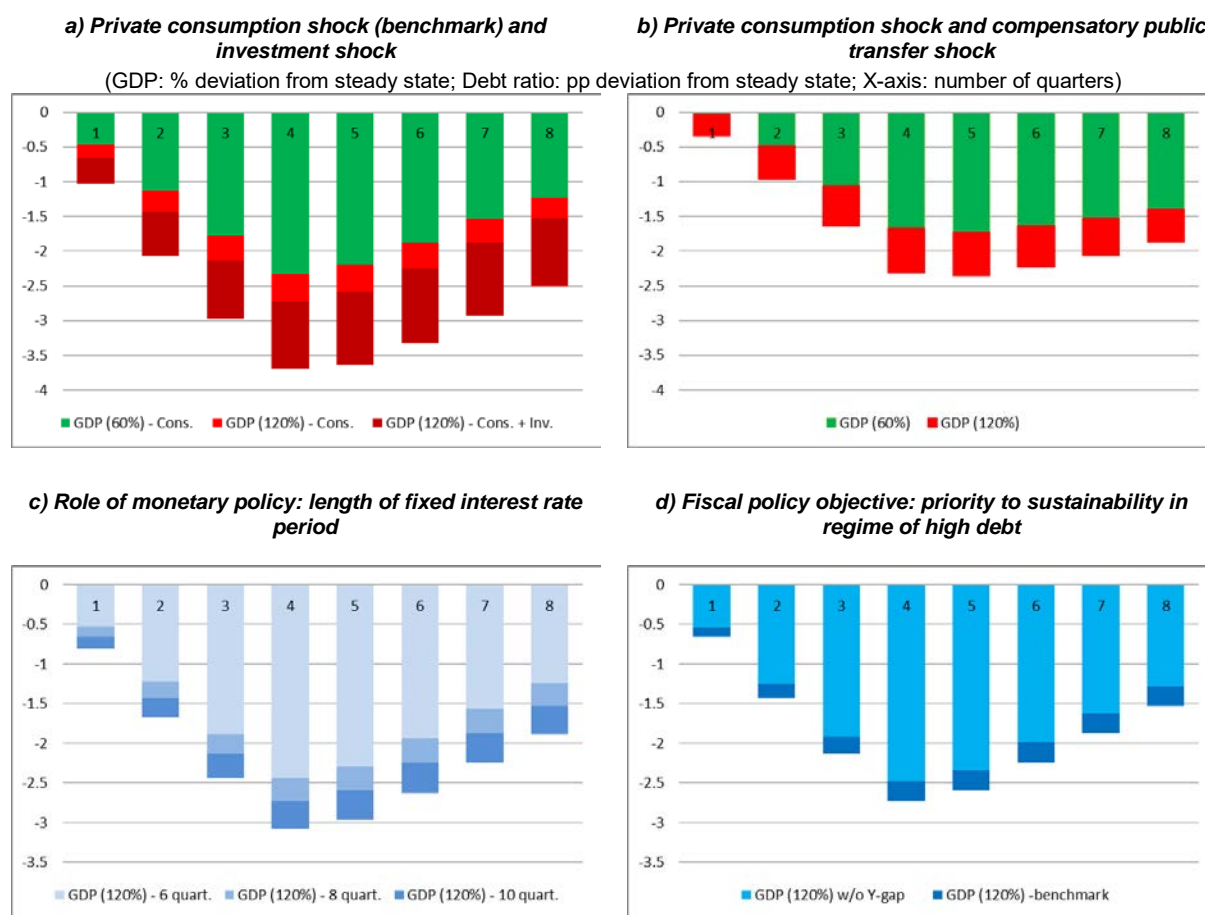 a) Private consumption shock (benchmark) and
investment shock
b) Private consumption shock and compensatory public
transfer shock
(GDP: % deviation from steady state; Debt ratio: pp deviation from steady state; X-axis: number of quarters)
0
-0.5
-1
-1.5
-2
-2.5
-3
-3.5
-4
1 2 3 4 5 6 7 8
GDP (60%) - Cons. GDP (120%) - Cons. GDP (120%) - Cons. + Inv.
0
-0.5
-1
-1.5
-2
-2.5
-3
-3.5
-4
1 2 3 4 5 6 7 8
GDP (60%) GDP (120%)
c) Role of monetary policy: length of fixed interest rate
period
d) Fiscal policy objective: priority to sustainability in
regime of high debt
0
-0.5
-1
-1.5
-2
-2.5
-3
-3.5
1 2 3 4 5 6 7 8
GDP (120%) - 6 quart. GDP (120%) - 8 quart. GDP (120%) - 10 quart.
0
-0.5
-1
-1.5
-2
-2.5
-3
-3.5
1 2 3 4 5 6 7 8
GDP (120%) w/o Y-gap GDP (120%) -benchmark